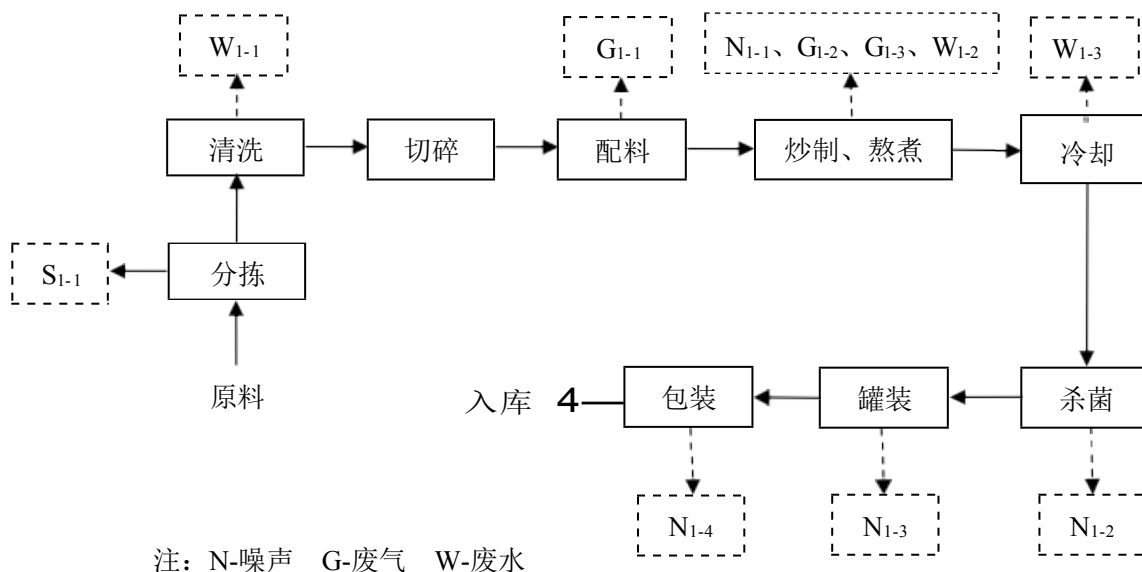 W1-1
G1-1
N1-1、G1-2、G1-3、W1-2
W1-3
清洗
切碎
配料
炒制、熬煮
冷却
S1-1
分拣
原料
入库 4
包装
罐装
杀菌
N1-4
N1-3
N1-2
注：N-噪声 G-废气 W-废水